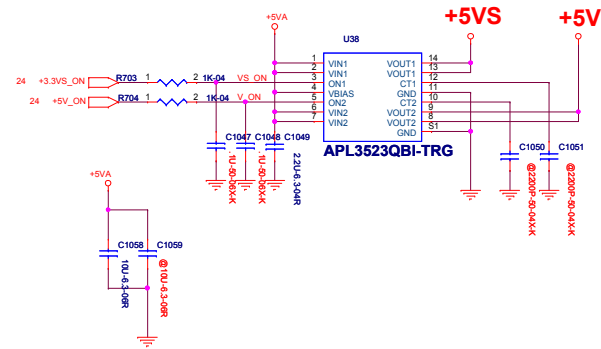 +5VS
+5V
+5VA
U38
1 VIN1 VOUT1 14
2 VIN1 VOUT1 13
3 ON1 CT1 12
4 VBIAS GND 11
5 ON2 CT2 10
6 VIN2 VOUT2 9
7 VIN2 VOUT2 8
GND S1
APL3523QBI-TRG
24 +3.3VS_ON R703 1 2 1K-04 VS_ON
24 +5V_ON R704 1 2 1K-04 V_ON
C1047 C1048 C1049
.1U-50-06X-K
.1U-50-06X-K
2.2U-6.3-04R
C1050 C1051
@2200P-50-04X-K
@2200P-50-04X-K
+5VA
C1058 C1059
10U-6.3-06R
@10U-6.3-06R